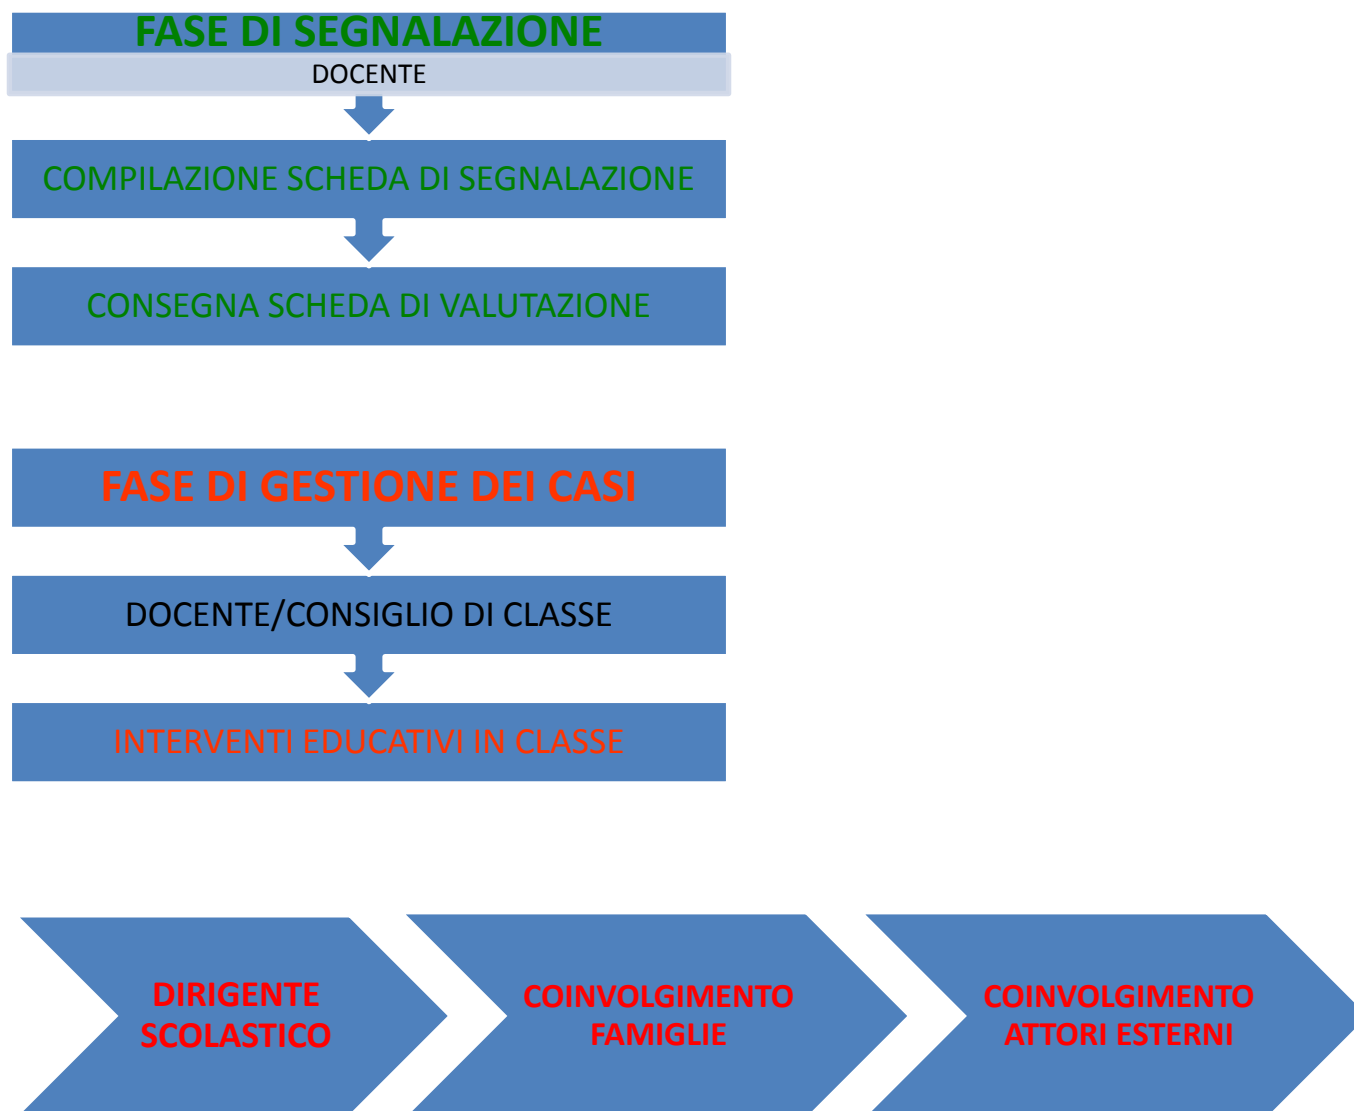 FASE DI SEGNALAZIONE
DOCENTE
COMPILAZIONE SCHEDA DI SEGNALAZIONE
CONSEGNA SCHEDA DI VALUTAZIONE
FASE DI GESTIONE DEI CASI
DOCENTE/CONSIGLIO DI CLASSE
INTERVENTI EDUCATIVI IN CLASSE
DIRIGENTE
SCOLASTICO
COINVOLGIMENTO
FAMIGLIE
COINVOLGIMENTO
ATTORI ESTERNI